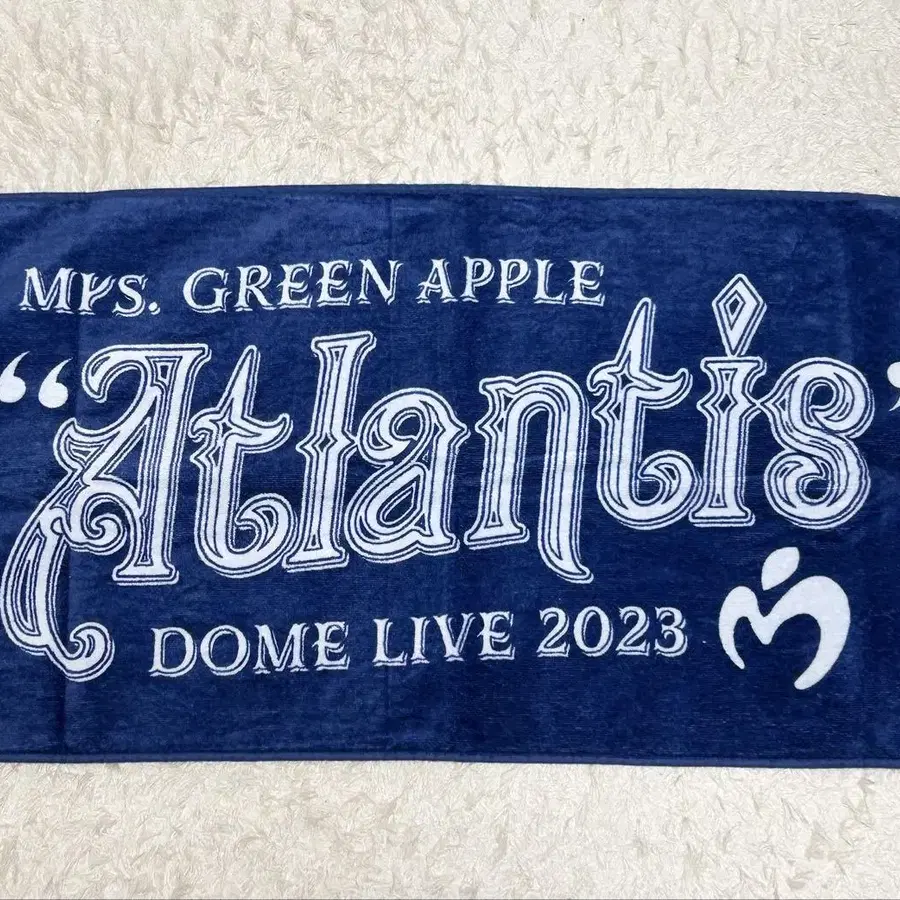 Mrs. GREEN APPLE
“Atlantis”
DOME LIVE 2023